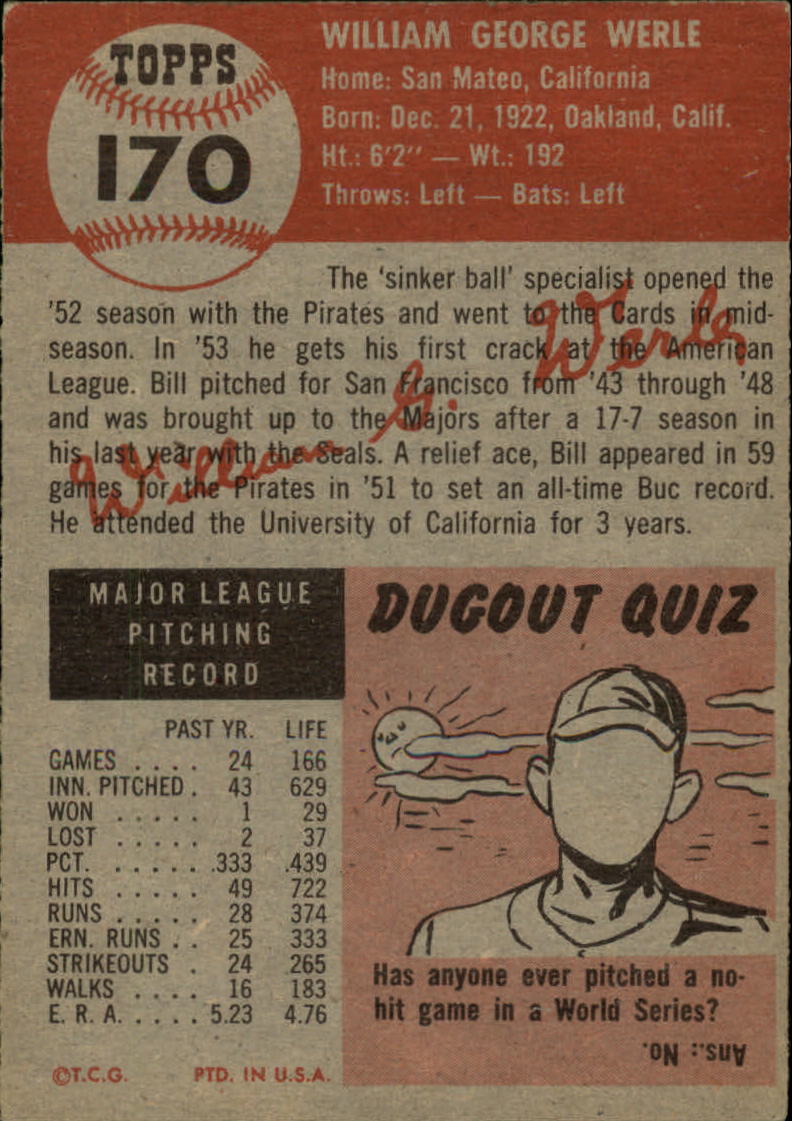 TOPPS
170
WILLIAM GEORGE WERLE
Home: San Mateo, California
Born: Dec. 21, 1922, Oakland, Calif.
Ht.: 6'2" — Wt.: 192
Throws: Left — Bats: Left
The 'sinker ball' specialist opened the
'52 season with the Pirates and went to the Cards in mid-
season. In '53 he gets his first crack at the American
League. Bill pitched for San Francisco from '43 through '48
and was brought up to the Majors after a 17-7 season in
his last year with the Seals. A relief ace, Bill appeared in 59
games for the Pirates in '51 to set an all-time Buc record.
He attended the University of California for 3 years.
William G. Werle
MAJOR LEAGUE
PITCHING
RECORD
PAST YR. LIFE
GAMES . . . . 24 166
INN. PITCHED . 43 629
WON . . . . . 1 29
LOST . . . . . 2 37
PCT. . . . . . .333 .439
HITS . . . . . 49 722
RUNS . . . . . 28 374
ERN. RUNS . . 25 333
STRIKEOUTS . 24 265
WALKS . . . . 16 183
E. R. A. . . . . 5.23 4.76
©T.C.G. PTD. IN U.S.A.
DUGOUT QUIZ
Has anyone ever pitched a no-
hit game in a World Series?
Ans.: No.